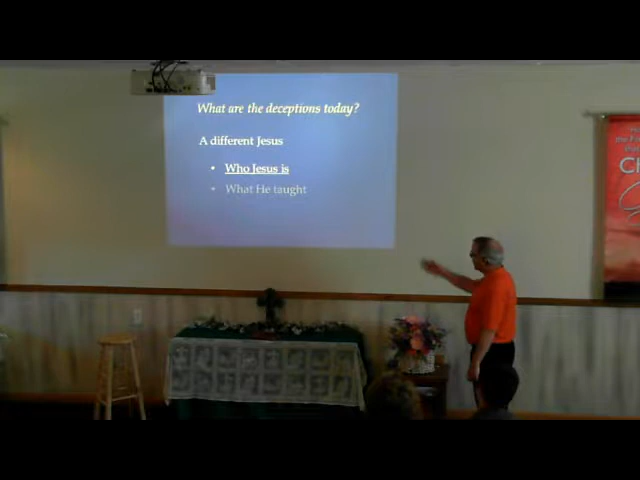 What are the deceptions today?
A different Jesus
• Who Jesus is
• What He taught